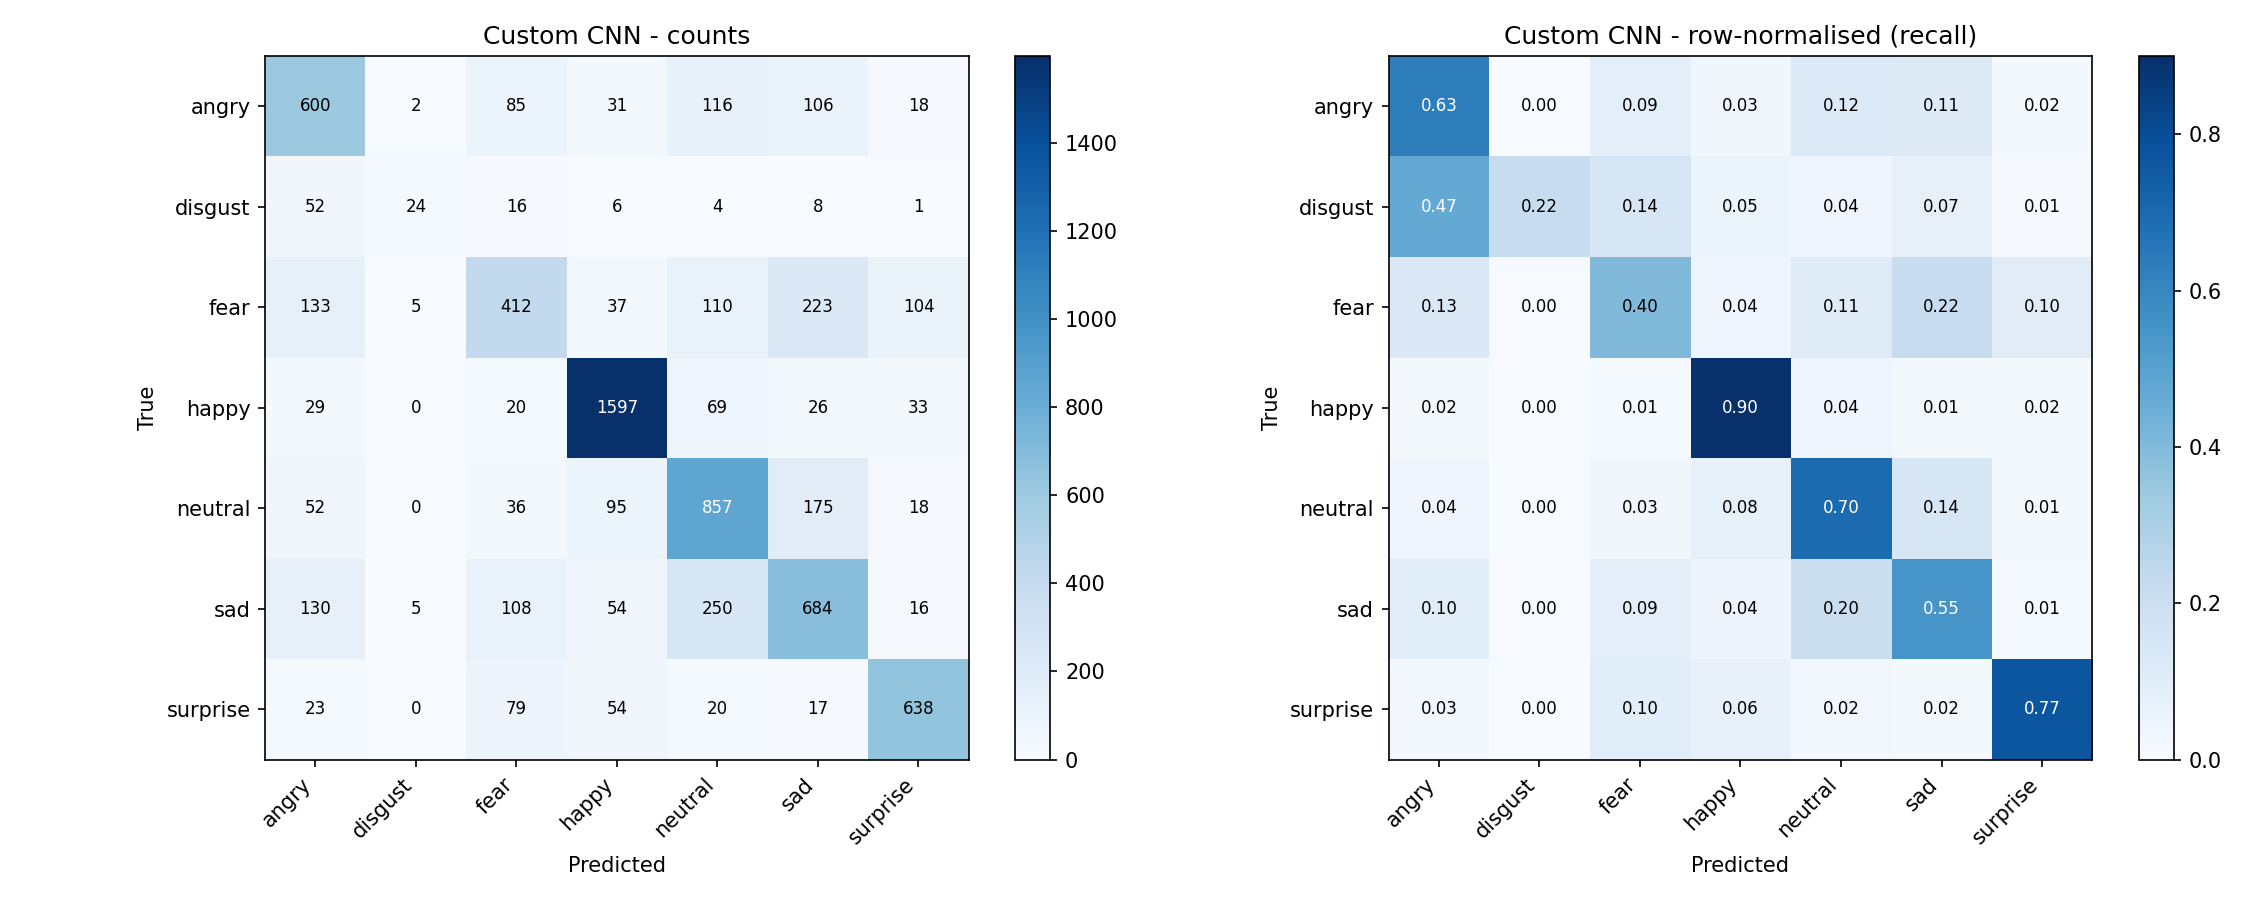 Custom CNN - counts
angry 600 2 85 31 116 106 18
disgust 52 24 16 6 4 8 1
fear 133 5 412 37 110 223 104
happy 29 0 20 1597 69 26 33
neutral 52 0 36 95 857 175 18
sad 130 5 108 54 250 684 16
surprise 23 0 79 54 20 17 638
True
angry disgust fear happy neutral sad surprise
Predicted
1400
1200
1000
800
600
400
200
0
Custom CNN - row-normalised (recall)
angry 0.63 0.00 0.09 0.03 0.12 0.11 0.02
disgust 0.47 0.22 0.14 0.05 0.04 0.07 0.01
fear 0.13 0.00 0.40 0.04 0.11 0.22 0.10
happy 0.02 0.00 0.01 0.90 0.04 0.01 0.02
neutral 0.04 0.00 0.03 0.08 0.70 0.14 0.01
sad 0.10 0.00 0.09 0.04 0.20 0.55 0.01
surprise 0.03 0.00 0.10 0.06 0.02 0.02 0.77
True
angry disgust fear happy neutral sad surprise
Predicted
0.8
0.6
0.4
0.2
0.0